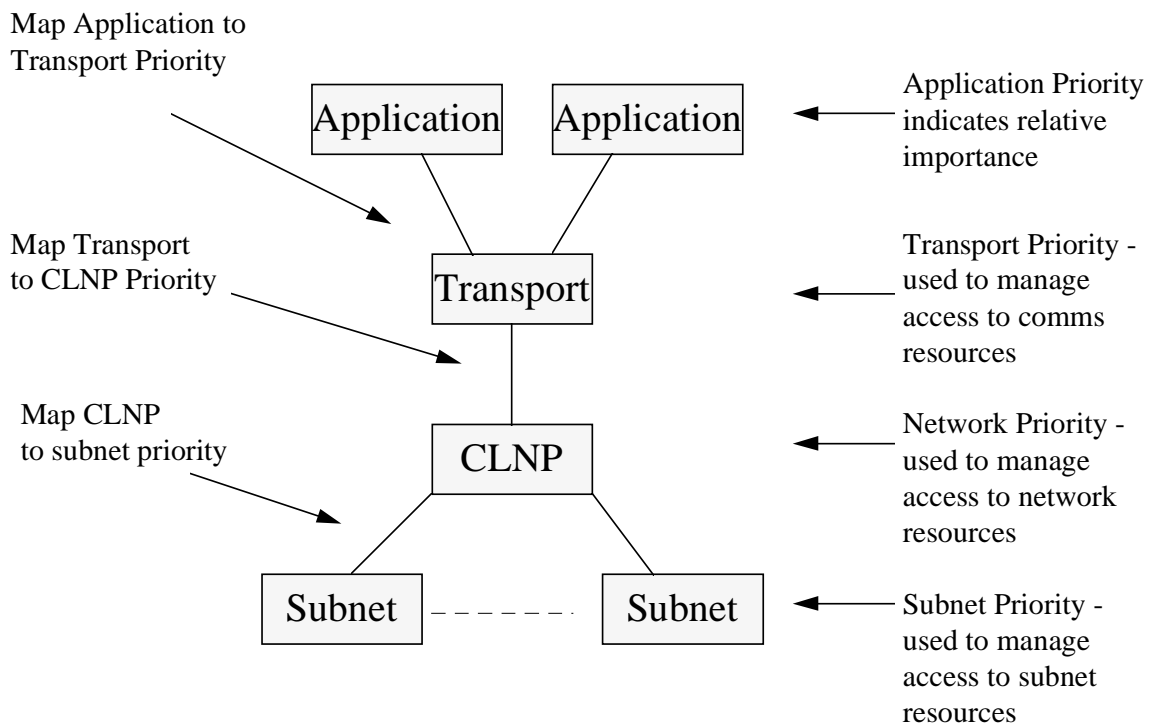 Map Application to
Transport Priority
Application
Application
Application Priority
indicates relative
importance
Map Transport
to CLNP Priority
Transport
Transport Priority -
used to manage
access to comms
resources
Map CLNP
to subnet priority
CLNP
Network Priority -
used to manage
access to network
resources
Subnet
Subnet
Subnet Priority -
used to manage
access to subnet
resources